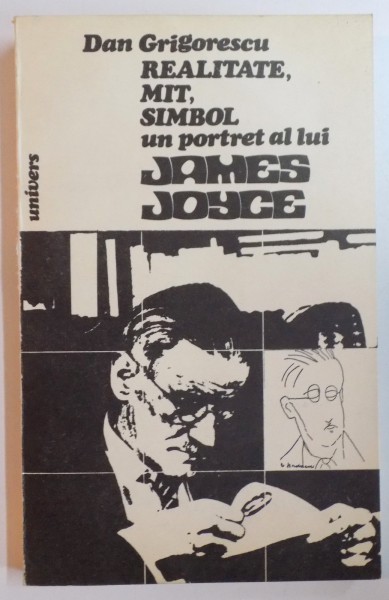 Dan Grigorescu
REALITATE,
MIT,
SIMBOL
un portret al lui
JAMES
JOYCE
univers